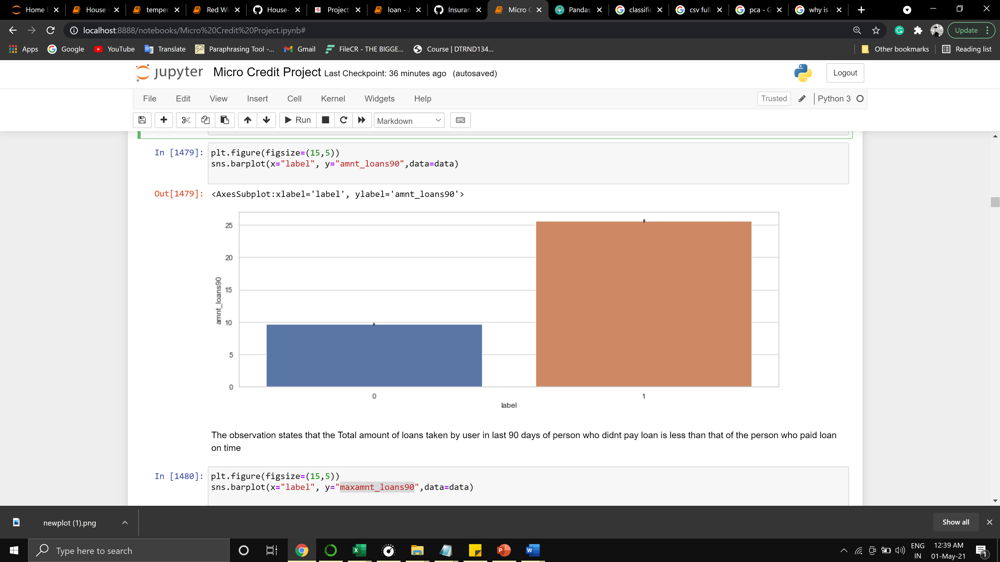 Home
House
temper
Red Wi
House-
Project
loan - J
Insuran
Micro C
Pandas
classific
csv full
pca - G
why is
localhost:8888/notebooks/Micro%20Credit%20Project.ipynb#
Update
Apps
Google
YouTube
Translate
Paraphrasing Tool -...
Gmail
FileCR - THE BIGGE...
Course | DTRND134...
Other bookmarks
Reading list
jupyter Micro Credit Project Last Checkpoint: 36 minutes ago (autosaved)
Logout
File Edit View Insert Cell Kernel Widgets Help
Trusted
Python 3
Run
Markdown
In [1479]: plt.figure(figsize=(15,5))
sns.barplot(x="label", y="amnt_loans90",data=data)
Out[1479]: <AxesSubplot:xlabel='label', ylabel='amnt_loans90'>
25
20
15
10
5
0
amnt_loans90
0 1
label
The observation states that the Total amount of loans taken by user in last 90 days of person who didnt pay loan is less than that of the person who paid loan
on time
In [1480]: plt.figure(figsize=(15,5))
sns.barplot(x="label", y="maxamnt_loans90",data=data)
newplot (1).png
Show all
Type here to search
X
P
W
ENG
IN
12:39 AM
01-May-21
1